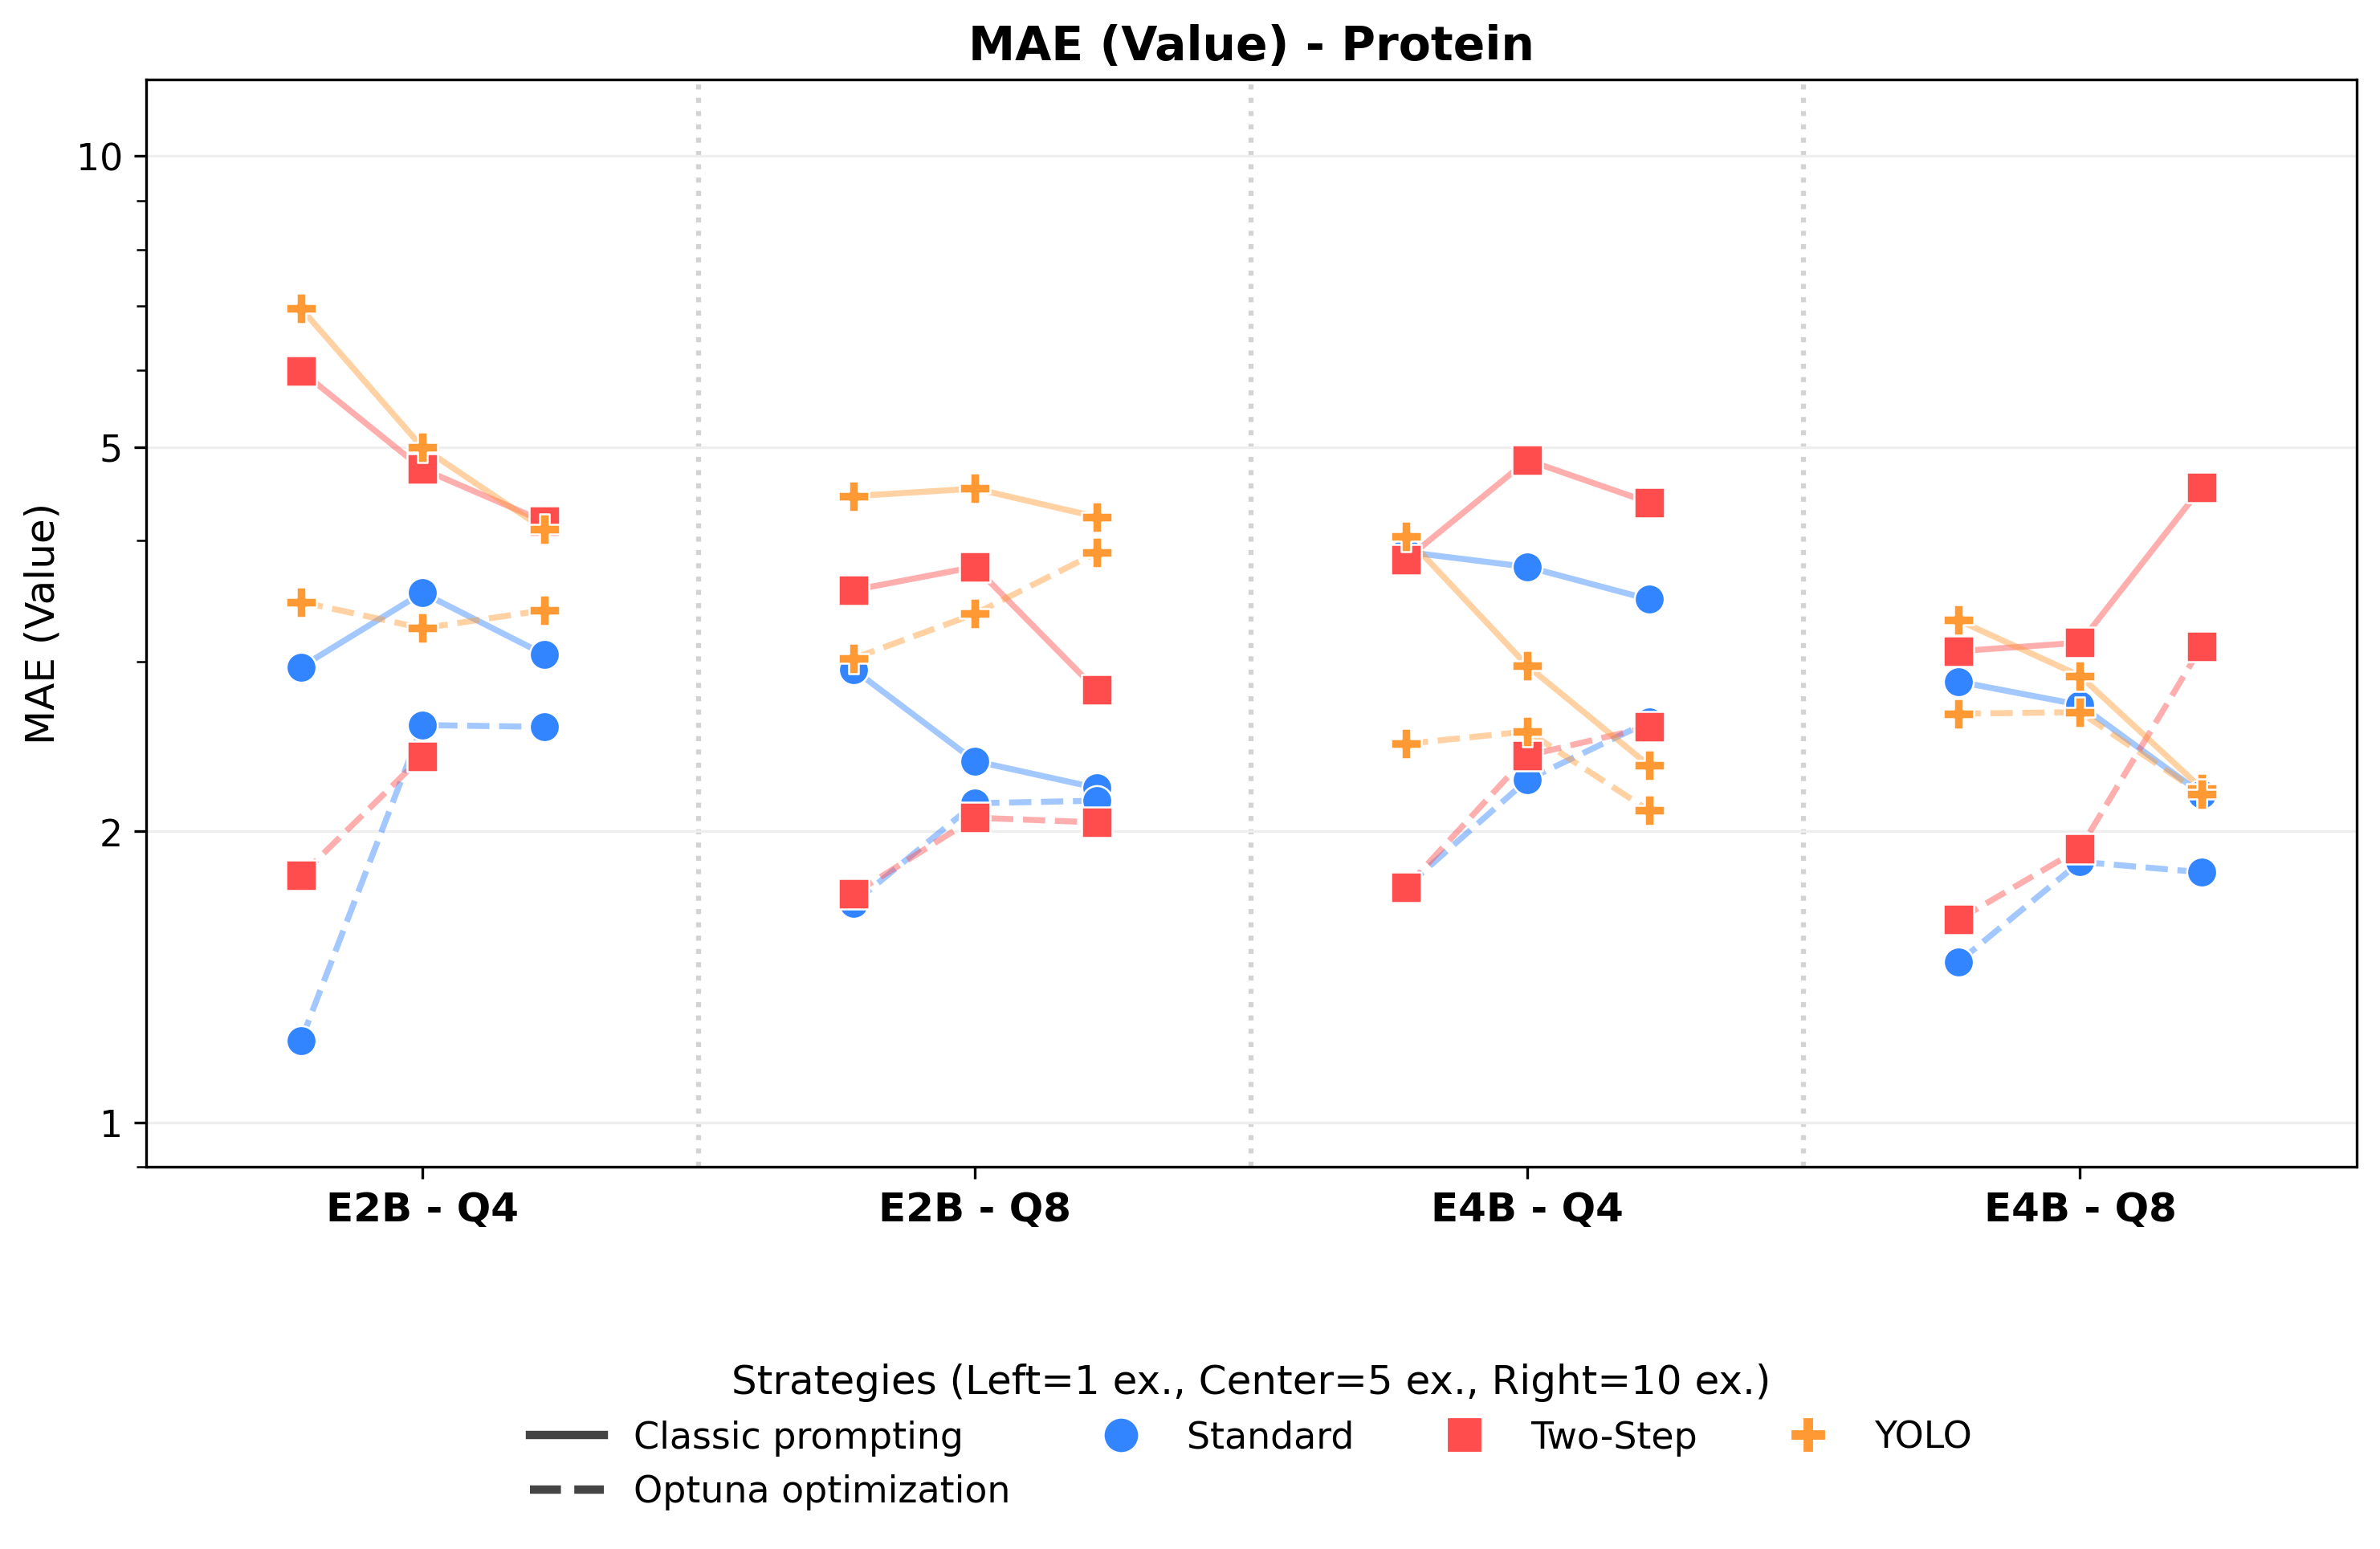 MAE (Value) - Protein
MAE (Value)
10
5
2
1
E2B - Q4
E2B - Q8
E4B - Q4
E4B - Q8
Strategies (Left=1 ex., Center=5 ex., Right=10 ex.)
Classic prompting
Optuna optimization
Standard
Two-Step
YOLO